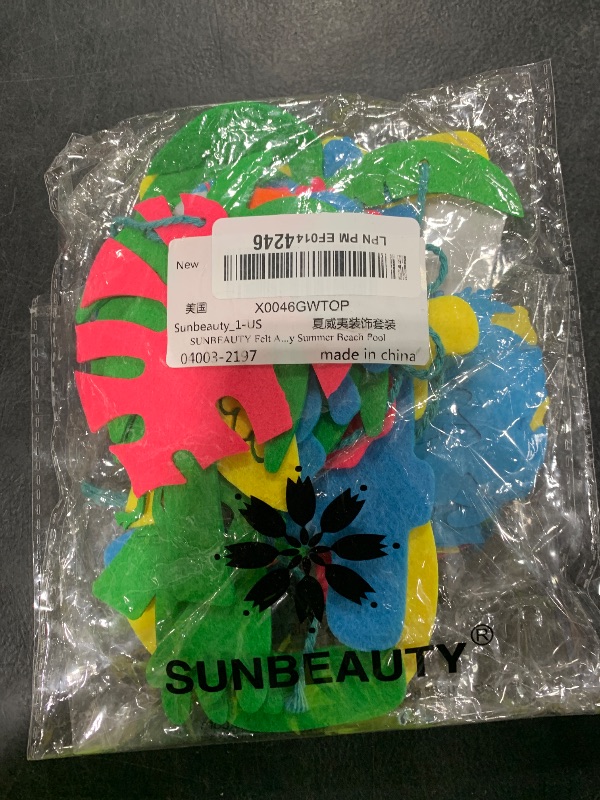 LPN PM EF0144246
New
美国
X0046GWTOP
Sunbeauty_1-US
夏威夷装饰套装
SUNBEAUTY Felt A...y Summer Beach Pool
04003-2197
made in china
SUNBEAUTY®